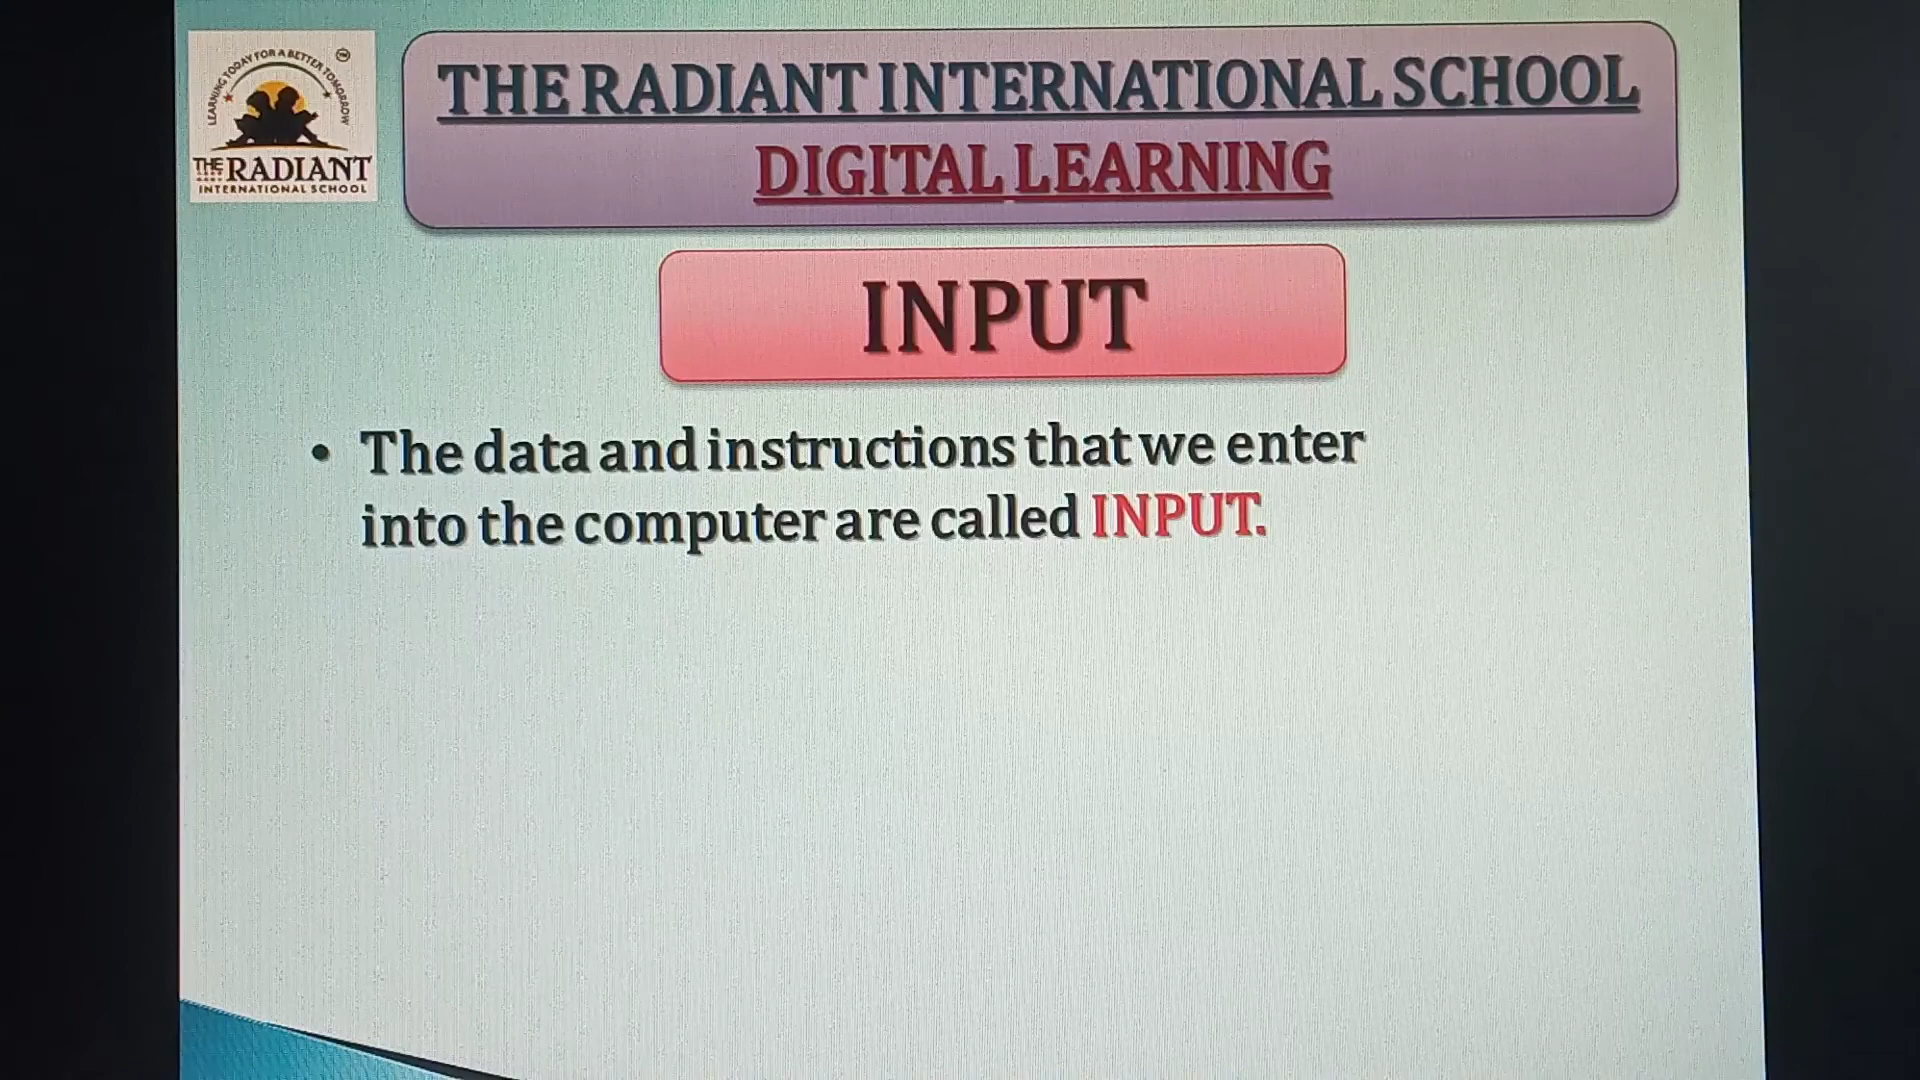 LEARNING TODAY FOR A BETTER TOMORROW
TM
THE RADIANT
INTERNATIONAL SCHOOL
THE RADIANT INTERNATIONAL SCHOOL
DIGITAL LEARNING
INPUT
• The data and instructions that we enter
into the computer are called INPUT.